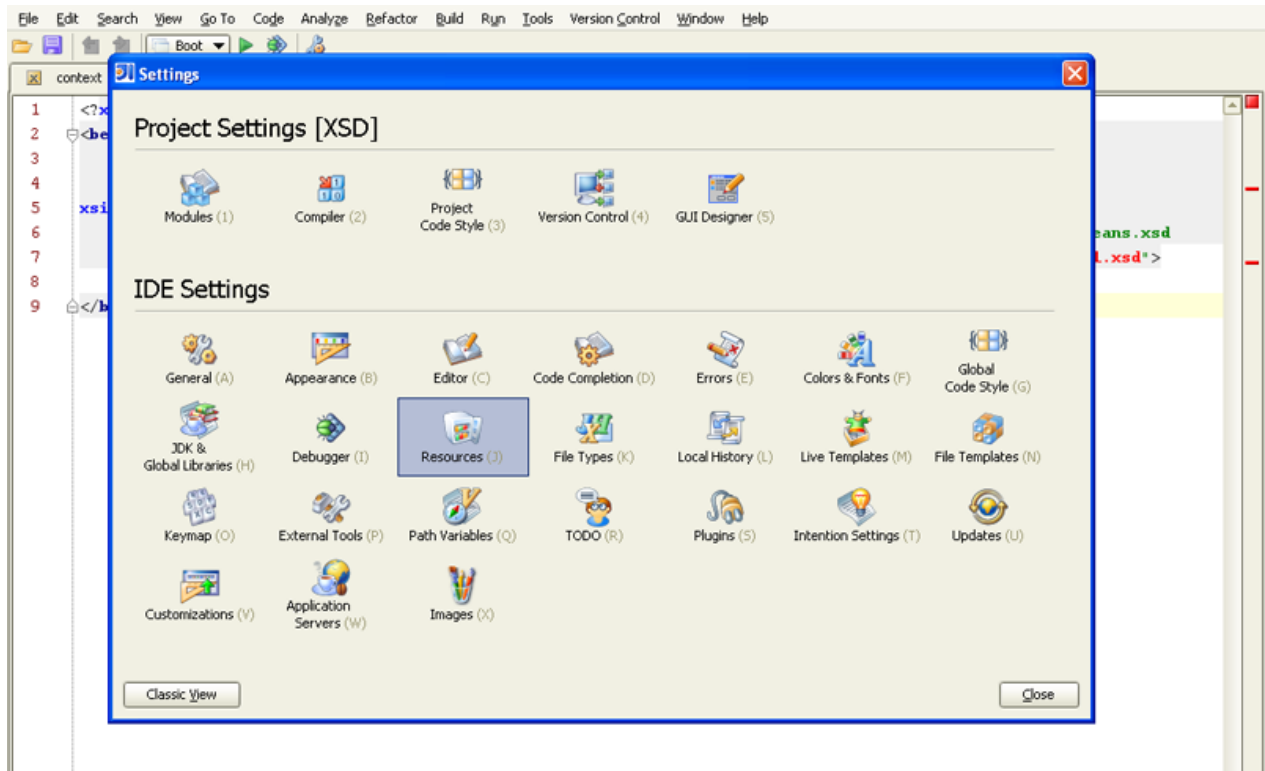 File Edit Search View Go To Code Analyze Refactor Build Run Tools Version Control Window Help
Boot
context
Settings
1 <?x
2 <be
3
4
5 xsi
6 eans.xsd
7 l.xsd">
8
9 </b
Project Settings [XSD]
Modules (1) Compiler (2) Project Code Style (3) Version Control (4) GUI Designer (5)
IDE Settings
General (A) Appearance (B) Editor (C) Code Completion (D) Errors (E) Colors & Fonts (F) Global Code Style (G)
JDK & Global Libraries (H) Debugger (I) Resources (J) File Types (K) Local History (L) Live Templates (M) File Templates (N)
Keymap (O) External Tools (P) Path Variables (Q) TODO (R) Plugins (S) Intention Settings (T) Updates (U)
Customizations (V) Application Servers (W) Images (X)
Classic View Close